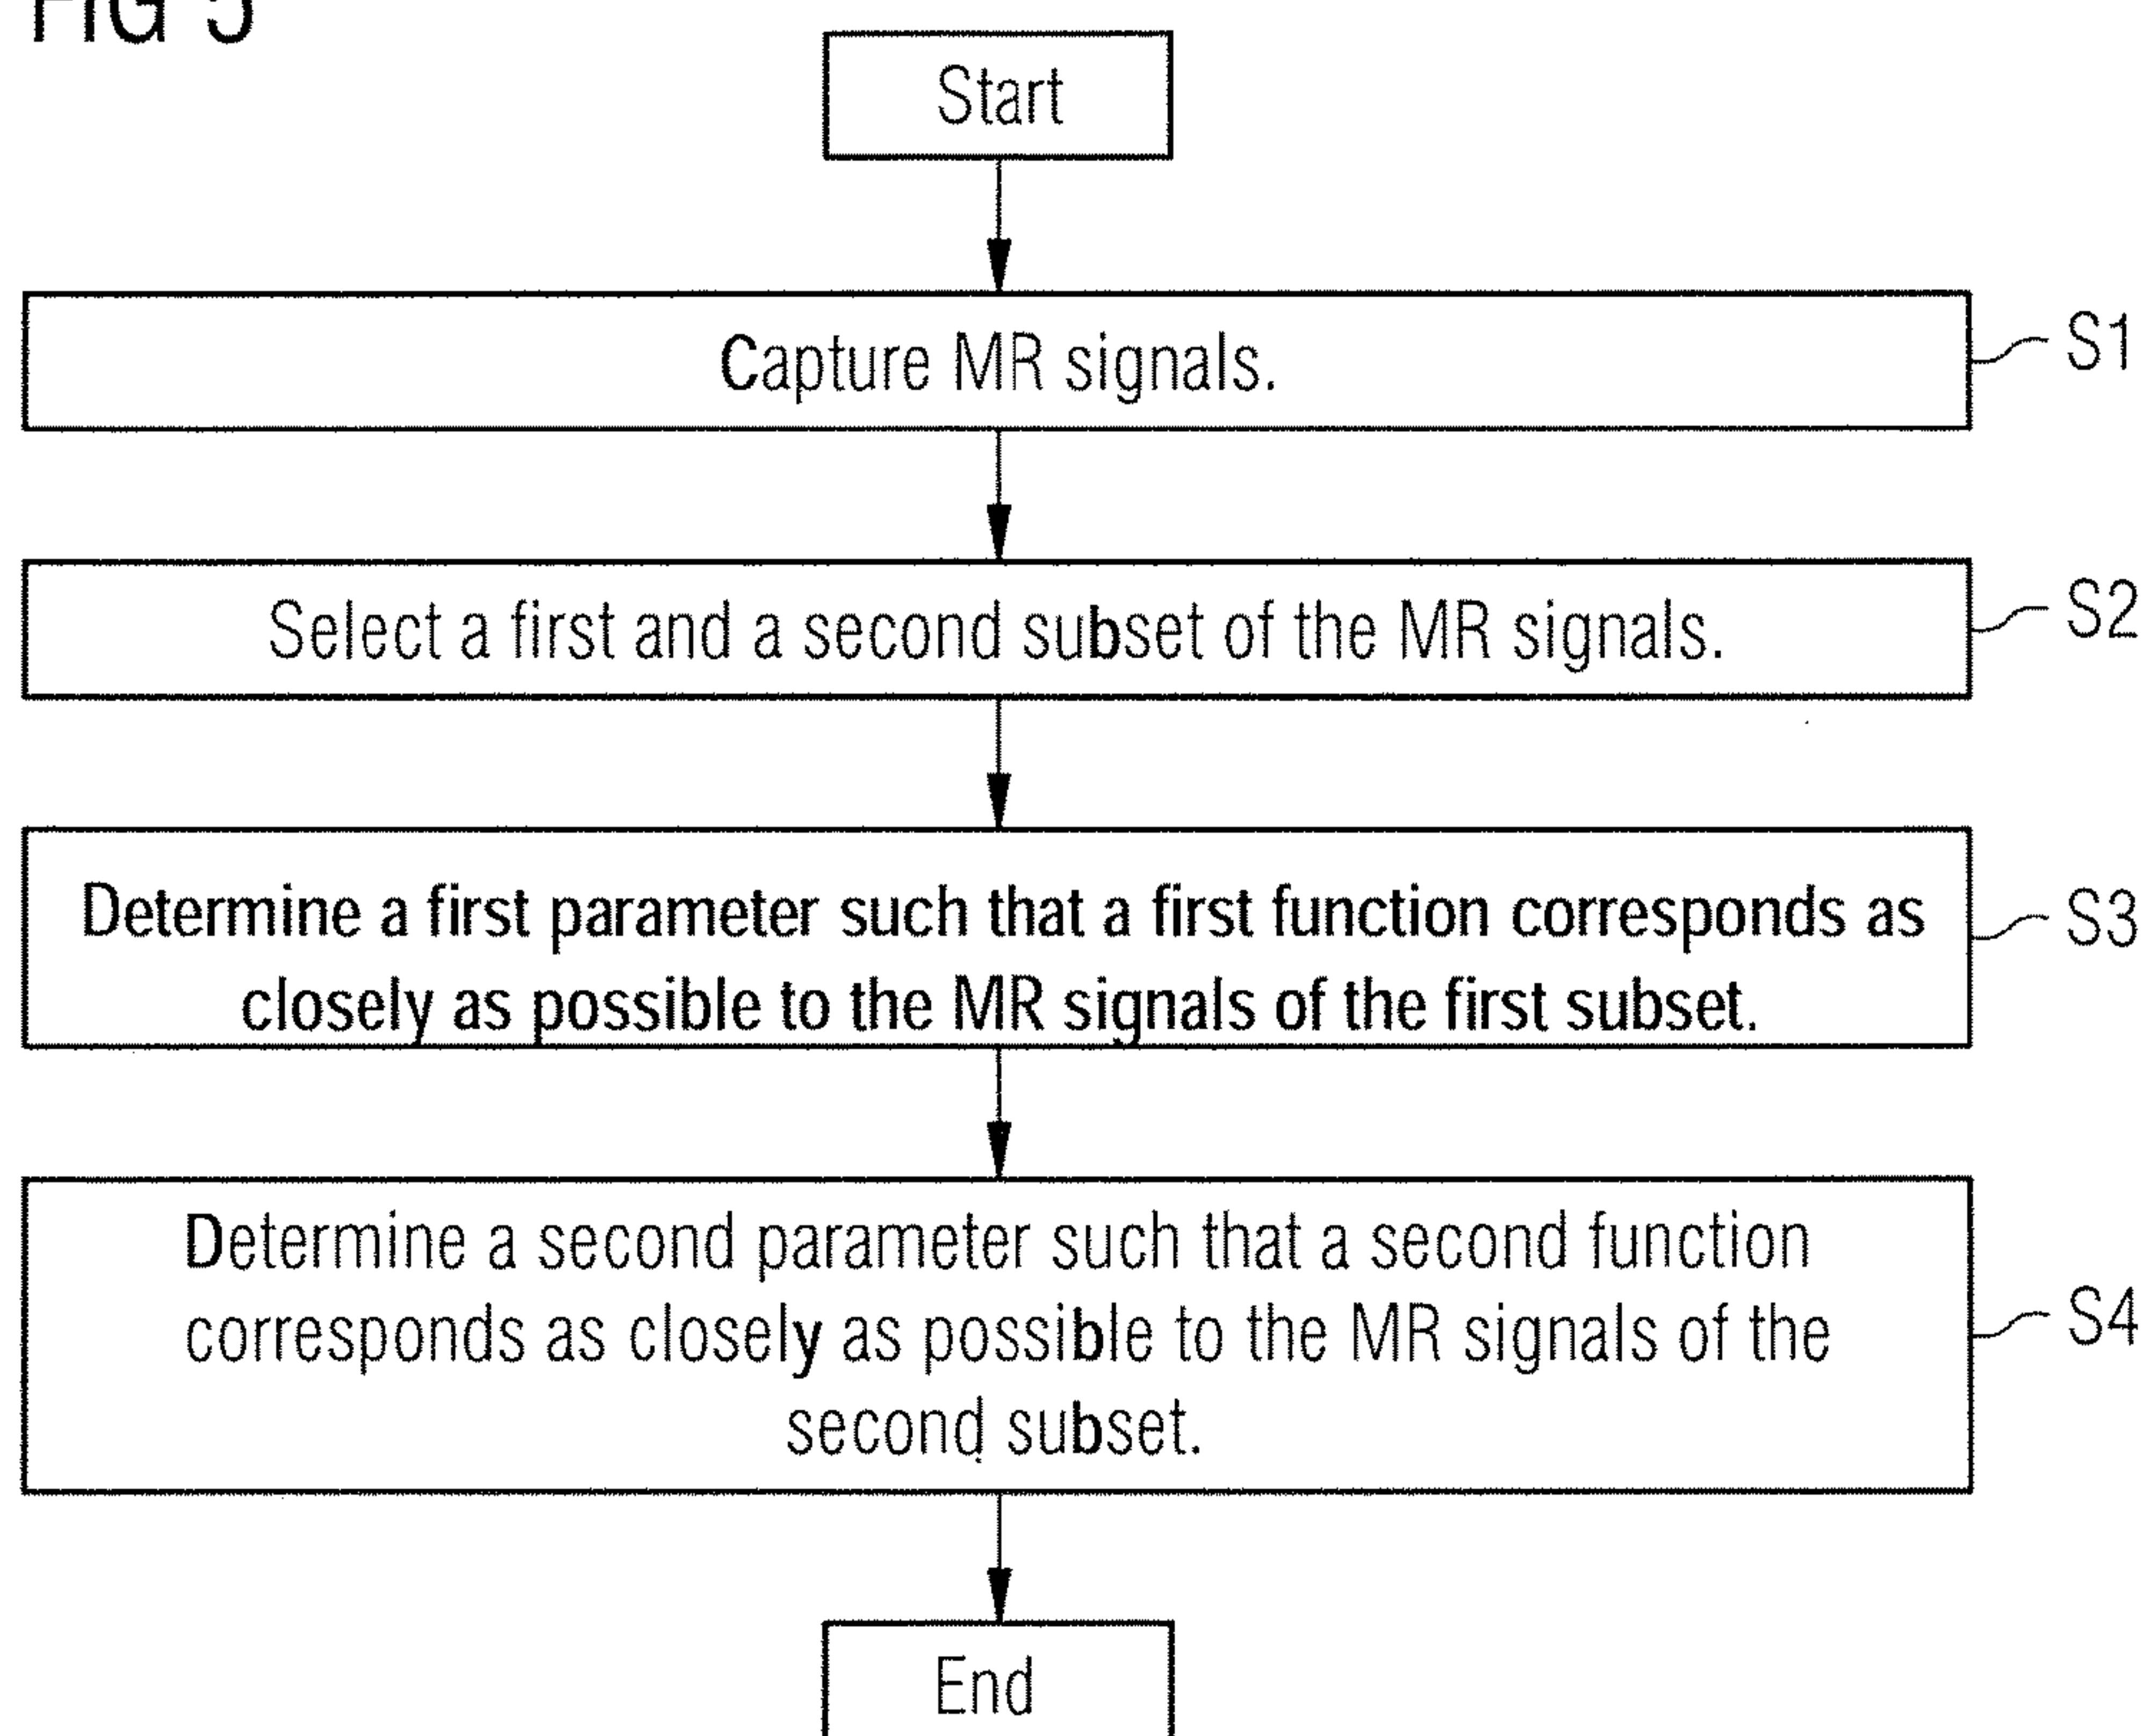 FIG 5
Start
Capture MR signals.
S1
Select a first and a second subset of the MR signals.
S2
Determine a first parameter such that a first function corresponds as
closely as possible to the MR signals of the first subset.
S3
Determine a second parameter such that a second function
corresponds as closely as possible to the MR signals of the
second subset.
S4
End